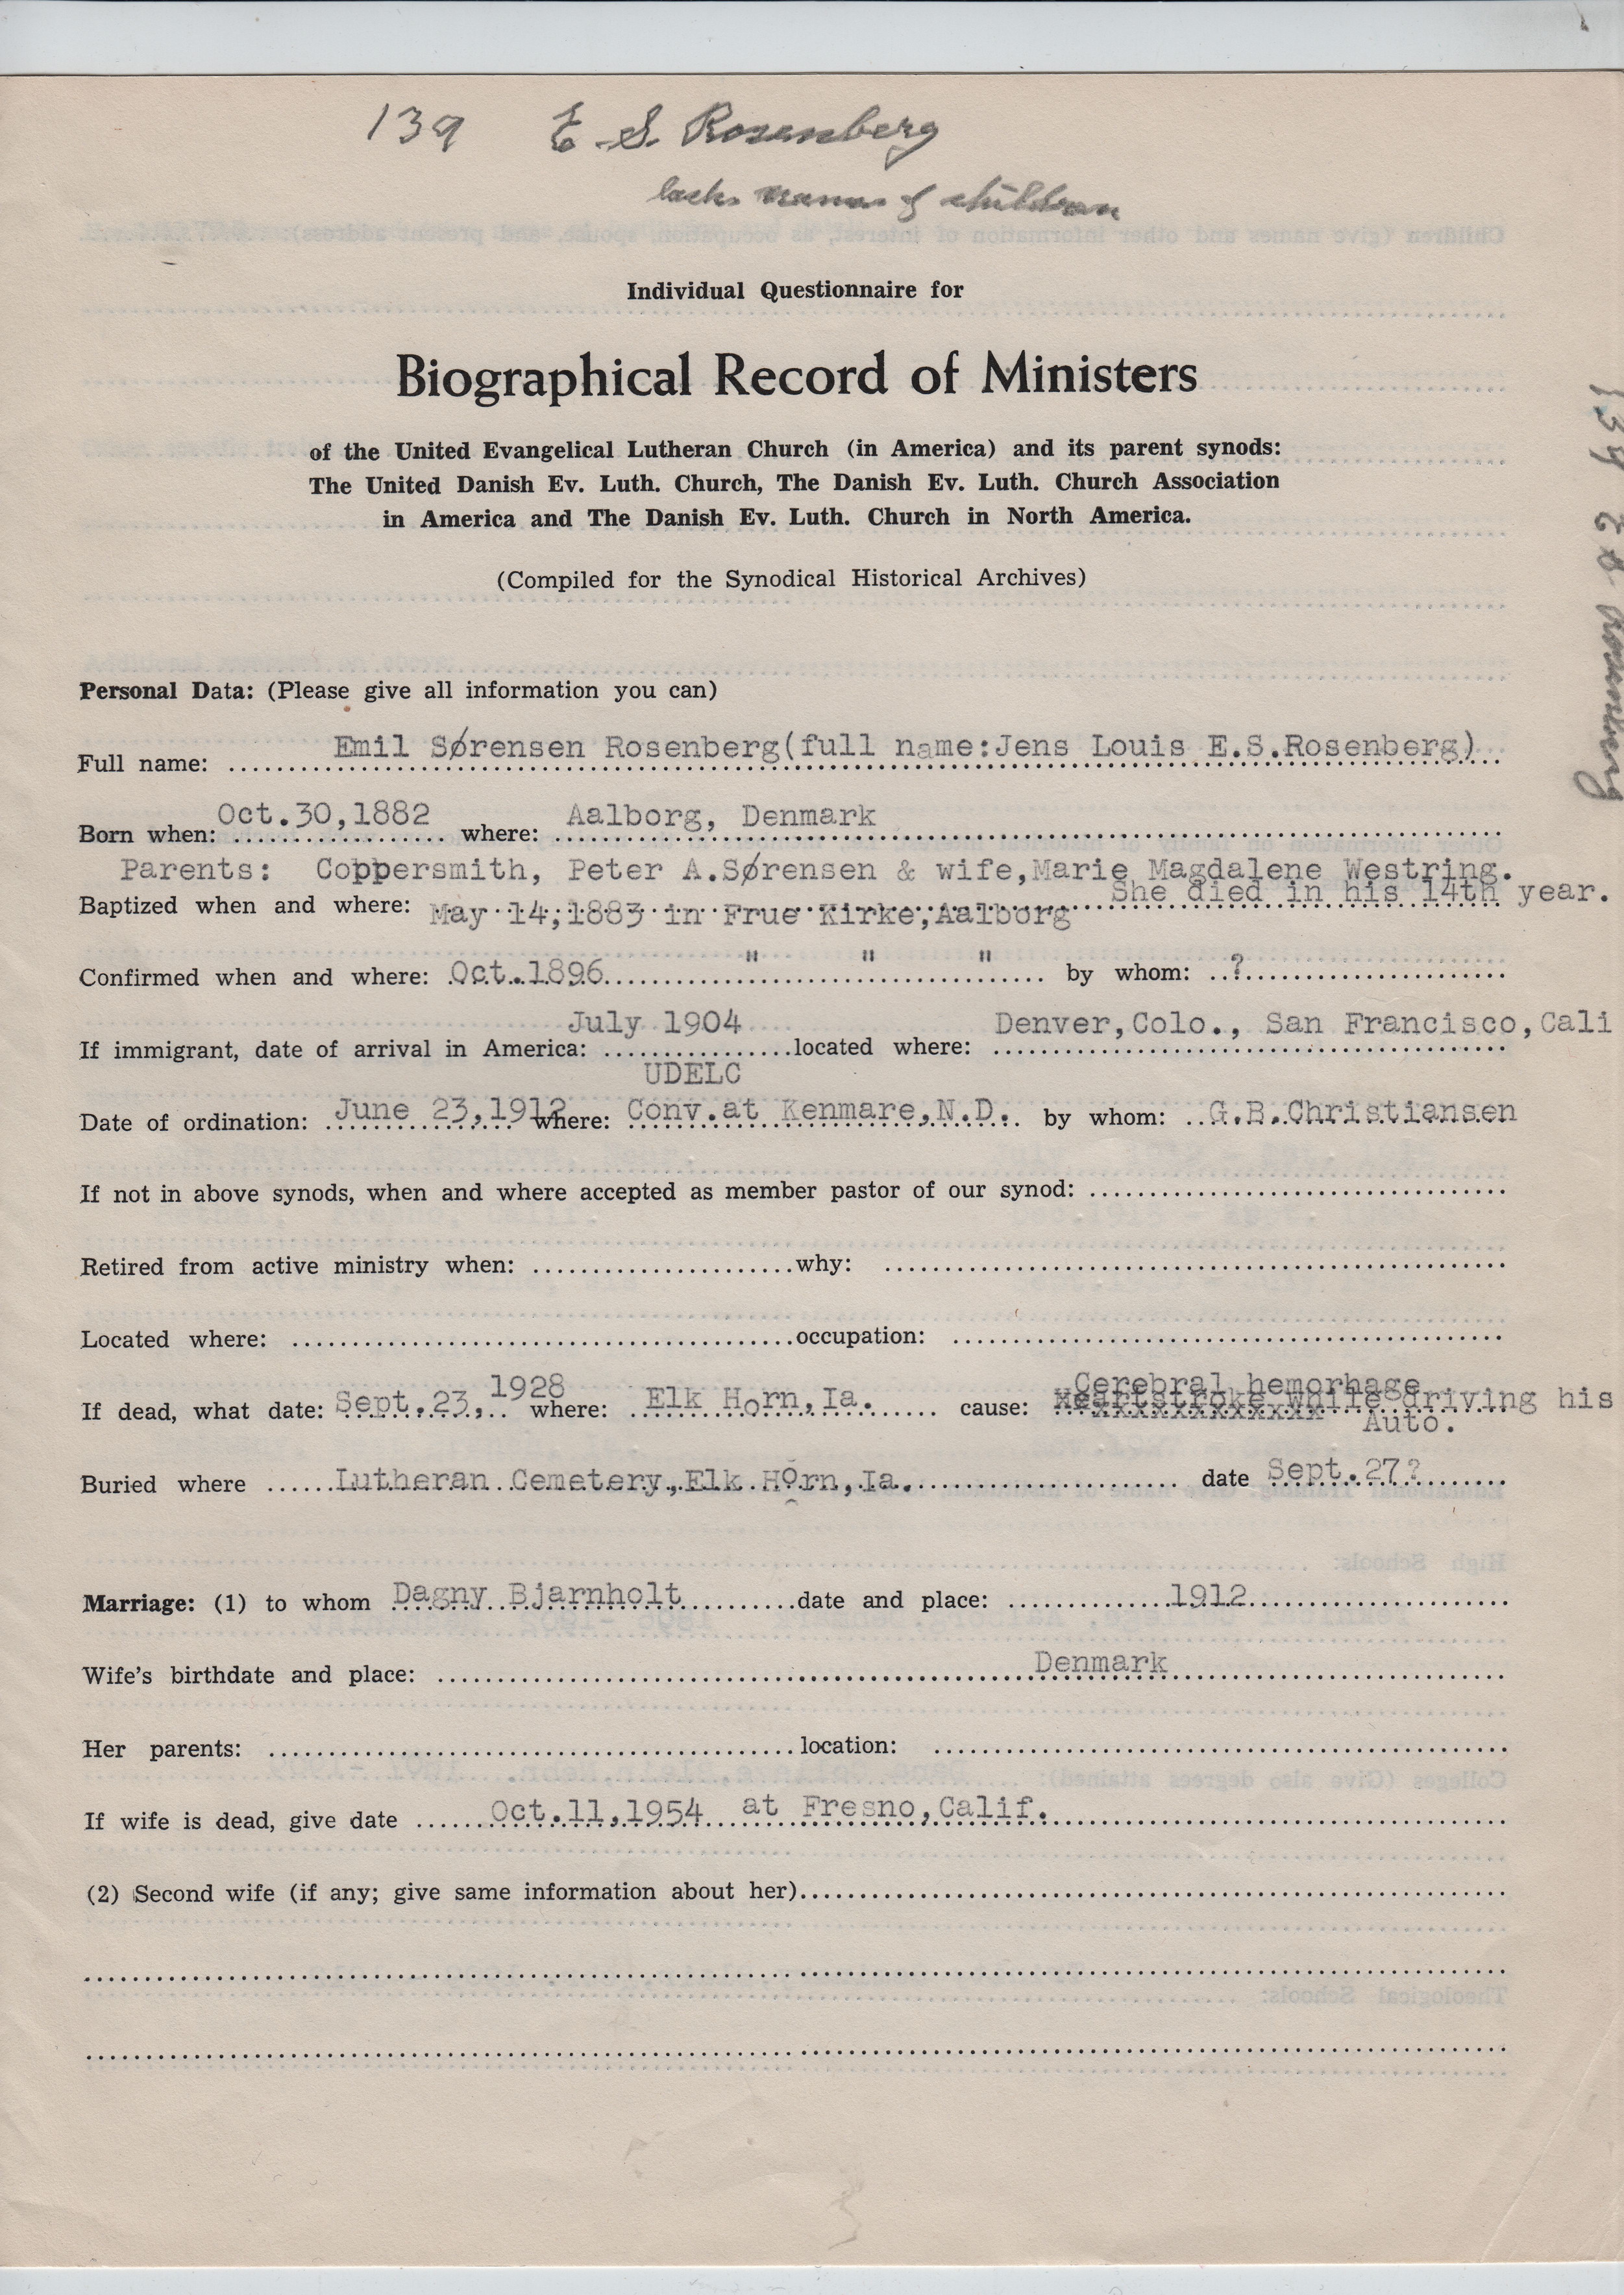 139 E. S. Rosenberg
lacks names of children
Individual Questionnaire for
Biographical Record of Ministers
of the United Evangelical Lutheran Church (in America) and its parent synods:
The United Danish Ev. Luth. Church, The Danish Ev. Luth. Church Association
in America and The Danish Ev. Luth. Church in North America.
(Compiled for the Synodical Historical Archives)
Personal Data: (Please give all information you can)
Full name: Emil Sørensen Rosenberg(full name:Jens Louis E.S.Rosenberg)
Born when: Oct.30,1882 where: Aalborg, Denmark
Parents: Coppersmith, Peter A.Sørensen & wife,Marie Magdalene Westring.
She died in his 14th year.
Baptized when and where: May 14,1883 in Frue Kirke,Aalborg
Confirmed when and where: Oct.1896 " " " by whom: ?
If immigrant, date of arrival in America: July 1904 located where: Denver,Colo., San Francisco,Cali
UDELC
Date of ordination: June 23,1912 where: Conv.at Kenmare,N.D. by whom: G.B.Christiansen
If not in above synods, when and where accepted as member pastor of our synod:
Retired from active ministry when: why:
Located where: occupation:
Cerebral hemorhage
If dead, what date: Sept.23, 1928 where: Elk Horn,Ia. cause: Heartstroke while driving his
Auto.
Buried where Lutheran Cemetery,Elk Horn,Ia. date Sept.27?
Marriage: (1) to whom Dagny Bjarnholt date and place: 1912
Wife's birthdate and place: Denmark
Her parents: location:
If wife is dead, give date Oct.11,1954 at Fresno,Calif.
(2) Second wife (if any; give same information about her)